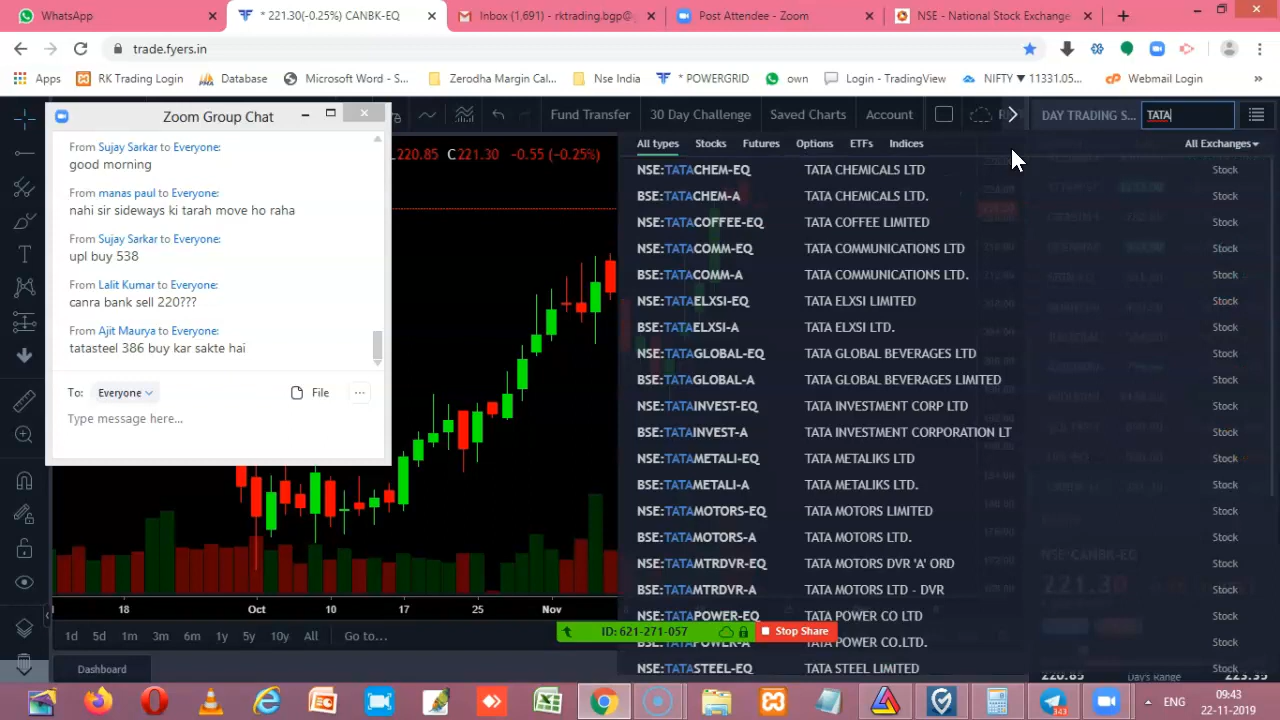 WhatsApp
* 221.30(-0.25%) CANBK-EQ
Inbox (1,691) - rktrading.bgp@
Post Attendee - Zoom
NSE - National Stock Exchange
trade.fyers.in
Apps
RK Trading Login
Database
Microsoft Word - S...
Zerodha Margin Cal...
Nse India
* POWERGRID
own
Login - TradingView
NIFTY ▼ 11331.05...
Webmail Login
»
Zoom Group Chat
Fund Transfer
30 Day Challenge
Saved Charts
Account
DAY TRADING S...
TATA
L220.85 C221.30 -0.55 (-0.25%)
From Sujay Sarkar to Everyone:
good morning
From manas paul to Everyone:
nahi sir sideways ki tarah move ho raha
From Sujay Sarkar to Everyone:
upl buy 538
From Lalit Kumar to Everyone:
canra bank sell 220???
From Ajit Maurya to Everyone:
tatasteel 386 buy kar sakte hai
To: Everyone
File
...
Type message here...
All types Stocks Futures Options ETFs Indices All Exchanges
NSE:TATACHEM-EQ TATA CHEMICALS LTD Stock
BSE:TATACHEM-A TATA CHEMICALS LTD. Stock
NSE:TATACOFFEE-EQ TATA COFFEE LIMITED Stock
NSE:TATACOMM-EQ TATA COMMUNICATIONS LTD Stock
BSE:TATACOMM-A TATA COMMUNICATIONS LTD. Stock
NSE:TATAELXSI-EQ TATA ELXSI LIMITED Stock
BSE:TATAELXSI-A TATA ELXSI LTD. Stock
NSE:TATAGLOBAL-EQ TATA GLOBAL BEVERAGES LTD Stock
BSE:TATAGLOBAL-A TATA GLOBAL BEVERAGES LIMITED Stock
NSE:TATAINVEST-EQ TATA INVESTMENT CORP LTD Stock
BSE:TATAINVEST-A TATA INVESTMENT CORPORATION LT Stock
NSE:TATAMETALI-EQ TATA METALIKS LTD Stock
BSE:TATAMETALI-A TATA METALIKS LTD. Stock
NSE:TATAMOTORS-EQ TATA MOTORS LIMITED Stock
BSE:TATAMOTORS-A TATA MOTORS LTD. Stock
NSE:TATAMTRDVR-EQ TATA MOTORS DVR 'A' ORD Stock
BSE:TATAMTRDVR-A TATA MOTORS LTD - DVR Stock
NSE:TATAPOWER-EQ TATA POWER CO LTD Stock
BSE:TATAPOWER-A TATA POWER CO.LTD. Stock
NSE:TATASTEEL-EQ TATA STEEL LIMITED Stock
NSE:CANBK-EQ
221.30
220.85 Day's Range 223.35
18 Oct 10 17 25 Nov
1d 5d 1m 3m 6m 1y 5y 10y All Go to...
ID: 621-271-057
Stop Share
Dashboard
343
ENG
09:43
22-11-2019